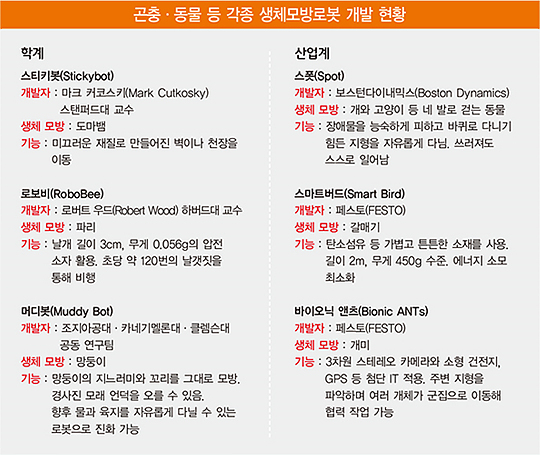 곤충·동물 등 각종 생체모방로봇 개발 현황
학계
스티키봇(Stickybot)
개발자 : 마크 커코스키(Mark Cutkosky)
스탠퍼드대 교수
생체 모방 : 도마뱀
기능 : 미끄러운 재질로 만들어진 벽이나 천장을
이동
로보비(RoboBee)
개발자 : 로버트 우드(Robert Wood) 하버드대 교수
생체 모방 : 파리
기능 : 날개 길이 3cm, 무게 0.056g의 압전
소자 활용. 초당 약 120번의 날갯짓을
통해 비행
머디봇(Muddy Bot)
개발자 : 조지아공대·카네기멜론대·클렘슨대
공동 연구팀
생체 모방 : 망둥이
기능 : 망둥이의 지느러미와 꼬리를 그대로 모방.
경사진 모래 언덕을 오를 수 있음.
향후 물과 육지를 자유롭게 다닐 수 있는
로봇으로 진화 가능
산업계
스폿(Spot)
개발자 : 보스턴다이내믹스(Boston Dynamics)
생체 모방 : 개와 고양이 등 네 발로 걷는 동물
기능 : 장애물을 능숙하게 피하고 바퀴로 다니기
힘든 지형을 자유롭게 다님. 쓰러져도
스스로 일어남
스마트버드(Smart Bird)
개발자 : 페스토(FESTO)
생체 모방 : 갈매기
기능 : 탄소섬유 등 가볍고 튼튼한 소재를 사용.
길이 2m, 무게 450g 수준. 에너지 소모
최소화
바이오닉 앤츠(Bionic ANTs)
개발자 : 페스토(FESTO)
생체 모방 : 개미
기능 : 3차원 스테레오 카메라와 소형 건전지,
GPS 등 첨단 IT 적용. 주변 지형을
파악하며 여러 개체가 군집으로 이동해
협력 작업 가능